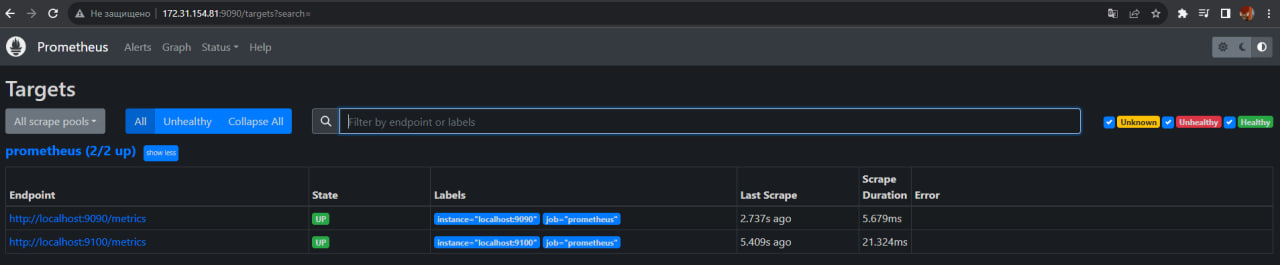 Не защищено | 172.31.154.81:9090/targets?search=
Prometheus Alerts Graph Status Help
Targets
All scrape pools All Unhealthy Collapse All Filter by endpoint or labels Unknown Unhealthy Healthy
prometheus (2/2 up) show less
Endpoint State Labels Last Scrape Scrape Duration Error
http://localhost:9090/metrics UP instance="localhost:9090" job="prometheus" 2.737s ago 5.679ms
http://localhost:9100/metrics UP instance="localhost:9100" job="prometheus" 5.409s ago 21.324ms